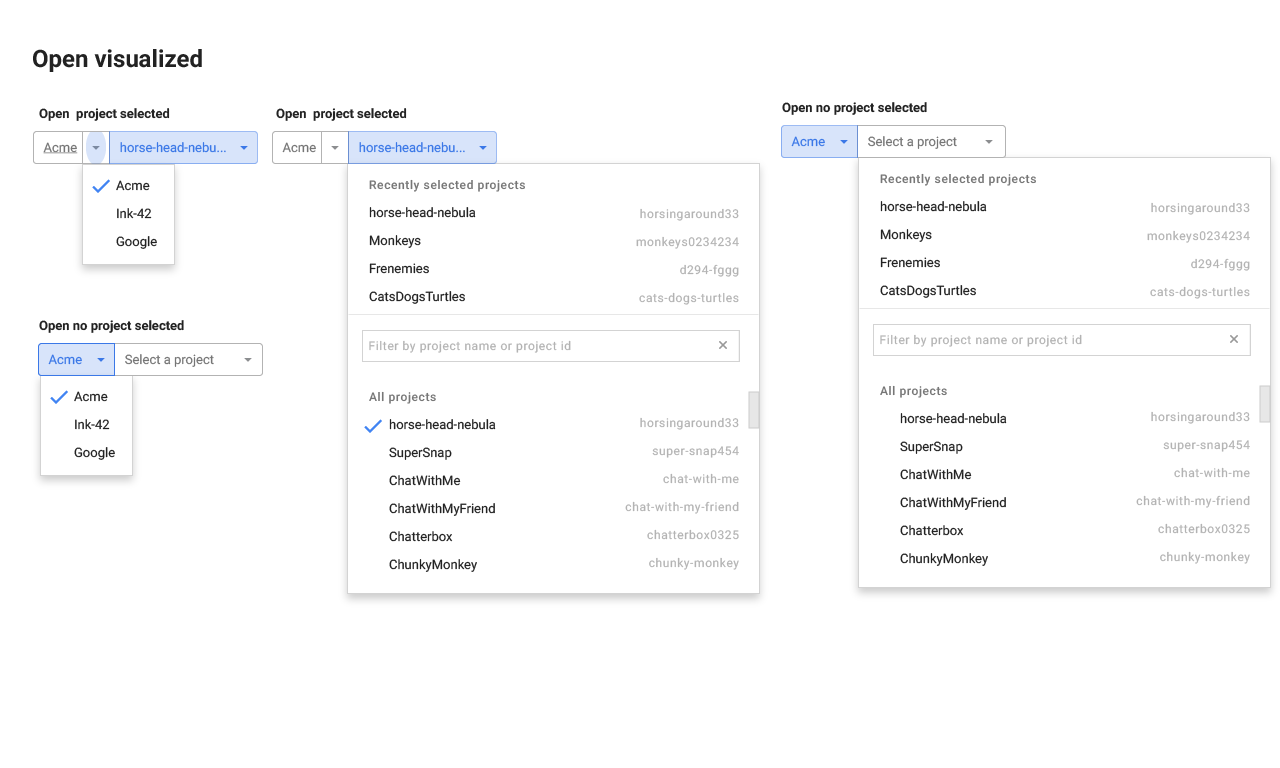 Open visualized
Open project selected
Acme
horse-head-nebu...
Acme
Ink-42
Google
Open no project selected
Acme
Select a project
Acme
Ink-42
Google
Open project selected
Acme
horse-head-nebu...
Recently selected projects
horse-head-nebula horsingaround33
Monkeys monkeys0234234
Frenemies d294-fggg
CatsDogsTurtles cats-dogs-turtles
Filter by project name or project id ✕
All projects
horse-head-nebula horsingaround33
SuperSnap super-snap454
ChatWithMe chat-with-me
ChatWithMyFriend chat-with-my-friend
Chatterbox chatterbox0325
ChunkyMonkey chunky-monkey
Open no project selected
Acme
Select a project
Recently selected projects
horse-head-nebula horsingaround33
Monkeys monkeys0234234
Frenemies d294-fggg
CatsDogsTurtles cats-dogs-turtles
Filter by project name or project id ✕
All projects
horse-head-nebula horsingaround33
SuperSnap super-snap454
ChatWithMe chat-with-me
ChatWithMyFriend chat-with-my-friend
Chatterbox chatterbox0325
ChunkyMonkey chunky-monkey